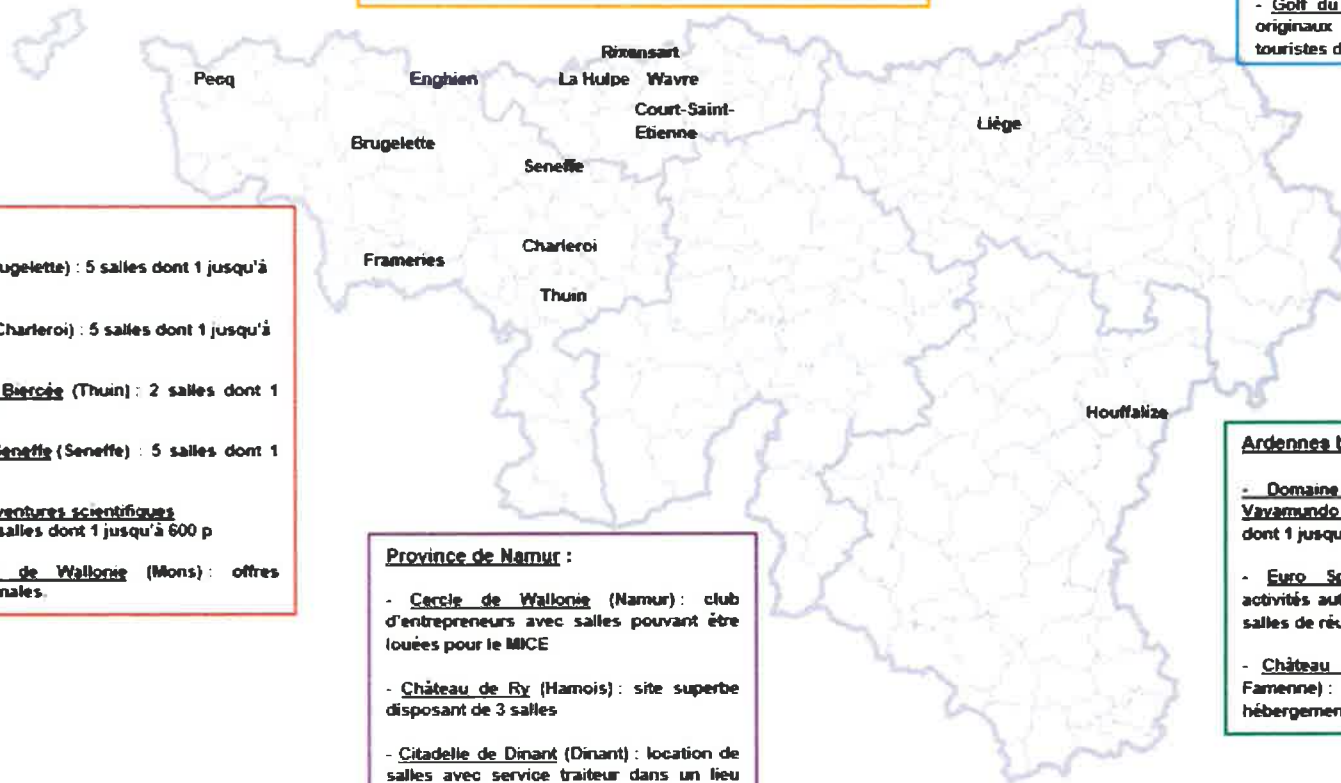 - Golf du
originaux
touristes d
Rixensart
Pecq
Enghien
La Hulpe Wavre
Court-Saint-
Etienne
Liège
Brugelette
Seneffe
Charleroi
Frameries
Thuin
Houffalize
ugelette) : 5 salles dont 1 jusqu'à
Charleroi) : 5 salles dont 1 jusqu'à
Biercée (Thuin) : 2 salles dont 1
Seneffe (Seneffe) : 5 salles dont 1
ventures scientifiques
salles dont 1 jusqu'à 600 p
de Wallonie (Mons) : offres
nales.
Province de Namur :
- Cercle de Wallonie (Namur) : club
d'entrepreneurs avec salles pouvant être
louées pour le MICE
- Château de Ry (Hamois) : site superbe
disposant de 3 salles
- Citadelle de Dinant (Dinant) : location de
salles avec service traiteur dans un lieu
Ardennes b
- Domaine
Vayamundo
dont 1 jusqu
- Euro Sp
activités aut
salles de réu
- Château
Famenne) :
hébergemen